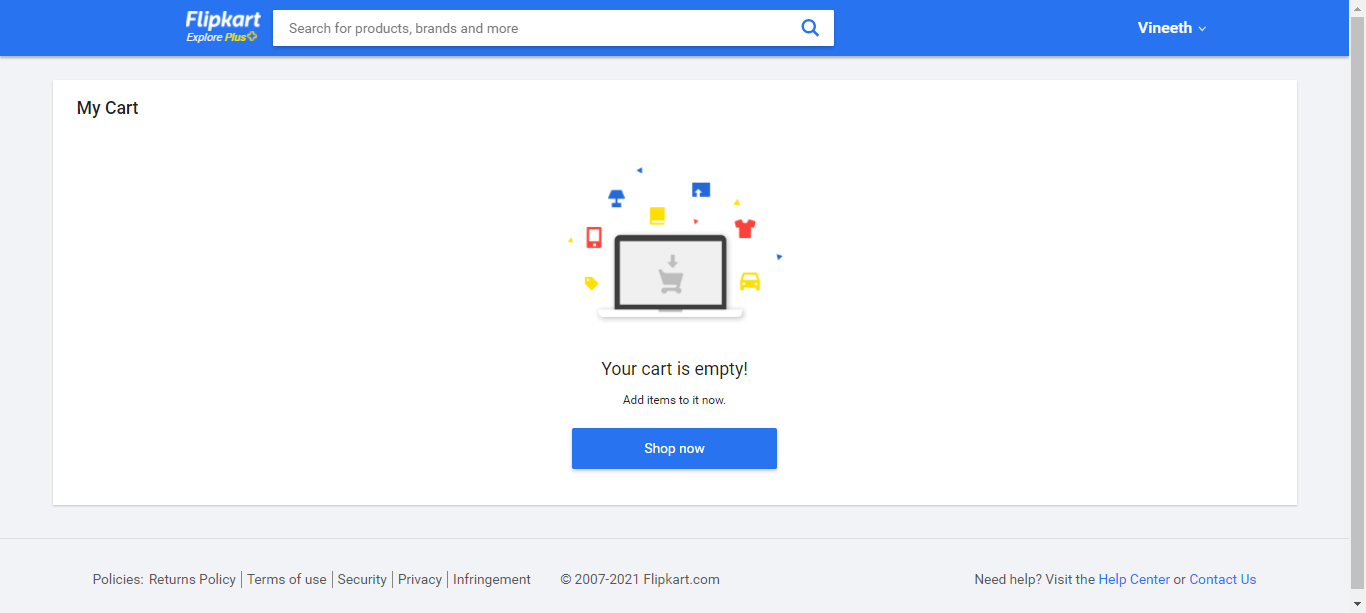 Flipkart
Explore Plus
Search for products, brands and more
Vineeth
My Cart
Your cart is empty!
Add items to it now.
Shop now
Policies: Returns Policy | Terms of use | Security | Privacy | Infringement © 2007-2021 Flipkart.com Need help? Visit the Help Center or Contact Us